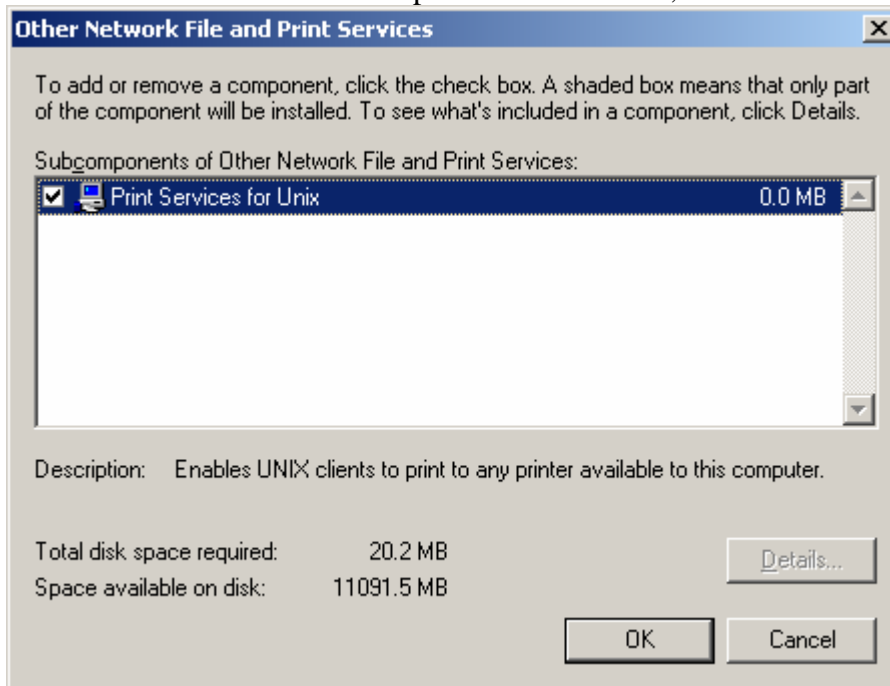 Other Network File and Print Services
To add or remove a component, click the check box. A shaded box means that only part
of the component will be installed. To see what's included in a component, click Details.
Subcomponents of Other Network File and Print Services:
Print Services for Unix 0.0 MB
Description: Enables UNIX clients to print to any printer available to this computer.
Total disk space required: 20.2 MB
Details...
Space available on disk: 11091.5 MB
OK Cancel